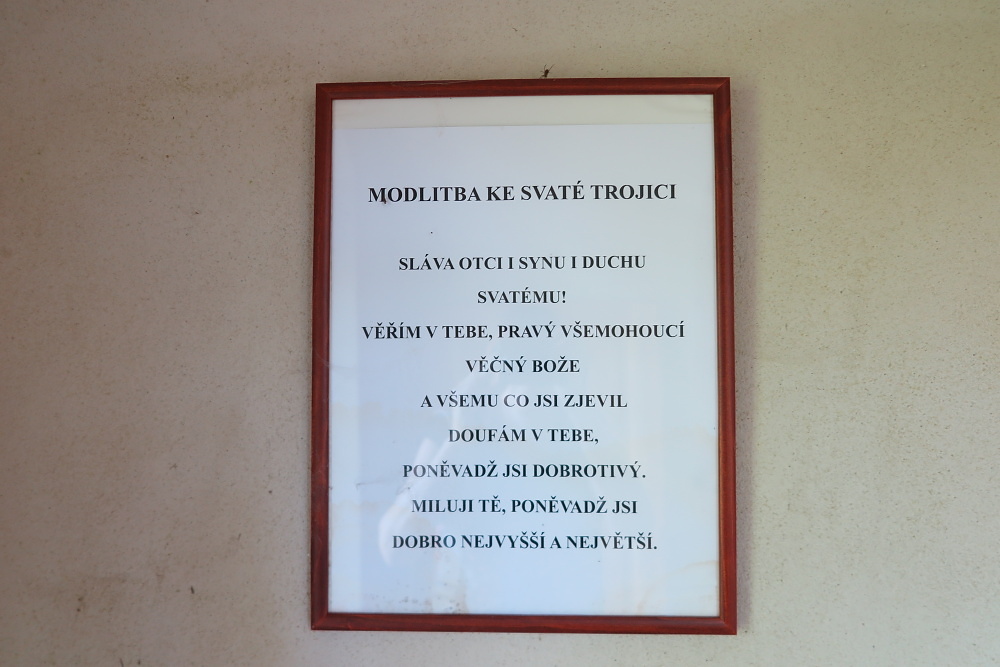 MODLITBA KE SVATÉ TROJICI
SLÁVA OTCI I SYNU I DUCHU
SVATÉMU!
VĚŘÍM V TEBE, PRAVÝ VŠEMOHOUCÍ
VĚČNÝ BOŽE
A VŠEMU CO JSI ZJEVIL
DOUFÁM V TEBE,
PONĚVADŽ JSI DOBROTIVÝ.
MILUJI TĚ, PONĚVADŽ JSI
DOBRO NEJVYŠŠÍ A NEJVĚTŠÍ.